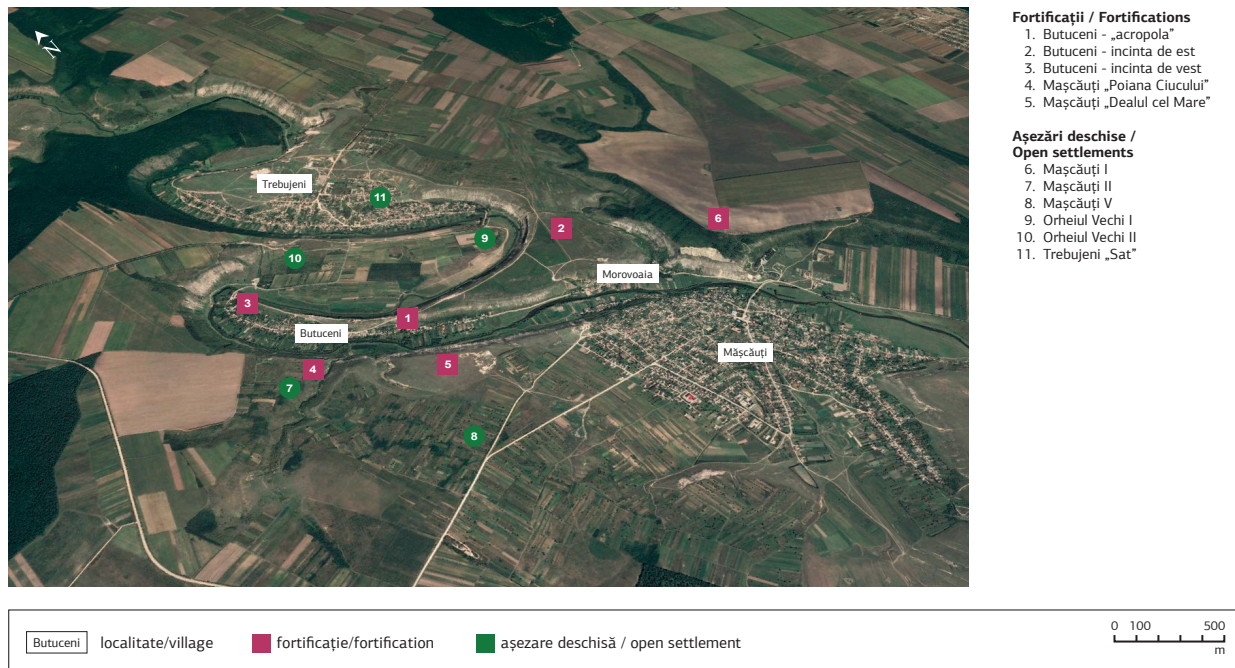 N
Trebujeni
11
2
6
9
10
Morovoaia
3
1
Butuceni
Mășcăuți
4
5
7
8
Fortificații / Fortifications
1. Butuceni - „acropola”
2. Butuceni - incinta de est
3. Butuceni - incinta de vest
4. Mașcăuți „Poiana Ciucului”
5. Mașcăuți „Dealul cel Mare”
Așezări deschise /
Open settlements
6. Mașcăuți I
7. Mașcăuți II
8. Mașcăuți V
9. Orheiul Vechi I
10. Orheiul Vechi II
11. Trebujeni „Sat”
Butuceni localitate/village fortificație/fortification așezare deschisă / open settlement
0 100 500
m